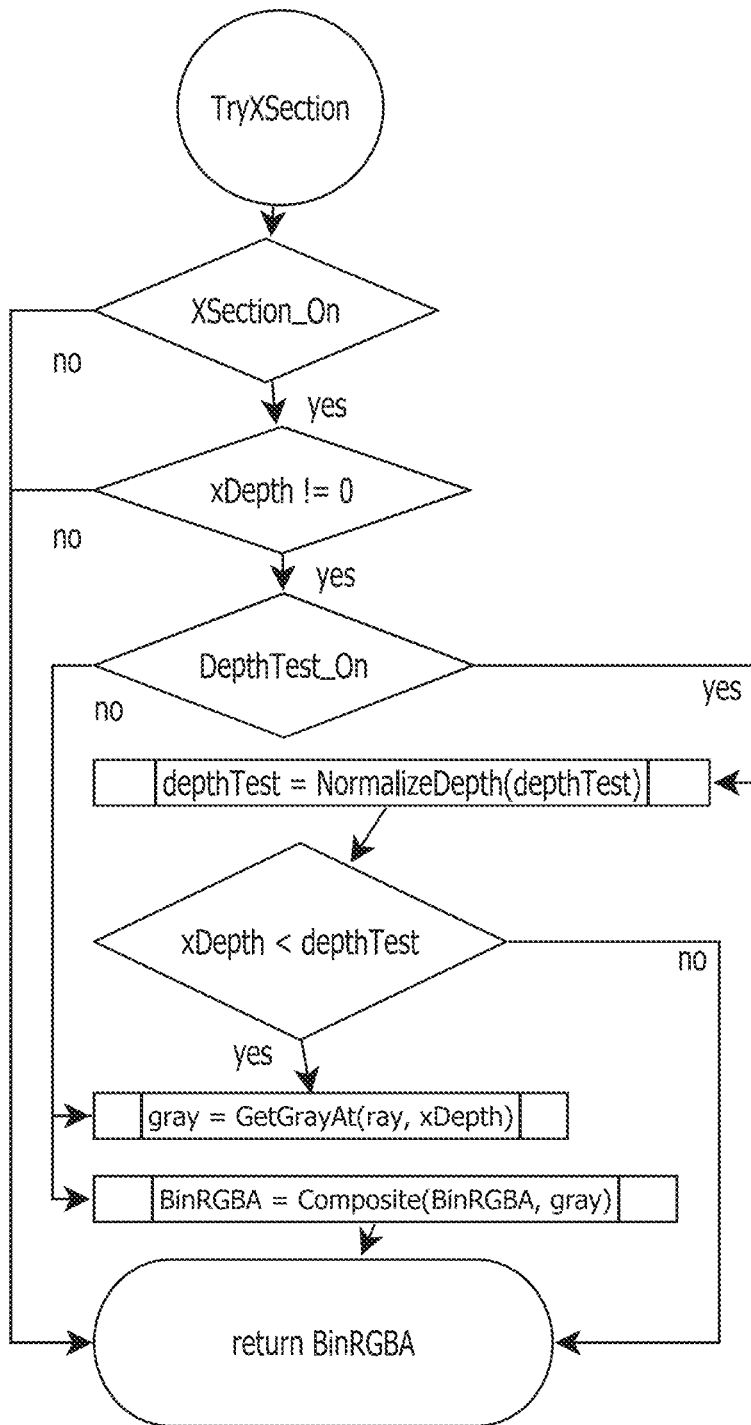 TryXSection
XSection_On
no
yes
xDepth != 0
no
yes
DepthTest_On
no
yes
depthTest = NormalizeDepth(depthTest)
xDepth < depthTest
no
yes
gray = GetGrayAt(ray, xDepth)
BinRGBA = Composite(BinRGBA, gray)
return BinRGBA